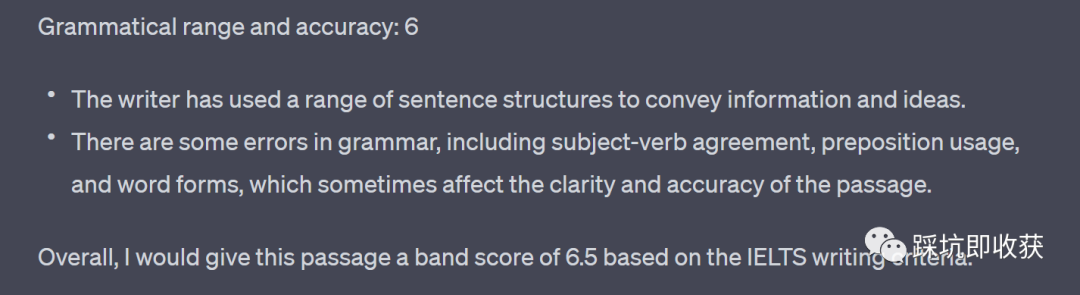 Grammatical range and accuracy: 6
• The writer has used a range of sentence structures to convey information and ideas.
• There are some errors in grammar, including subject-verb agreement, preposition usage,
and word forms, which sometimes affect the clarity and accuracy of the passage.
Overall, I would give this passage a band score of 6.5 based on the IELTS writing criteria.
踩坑即收获